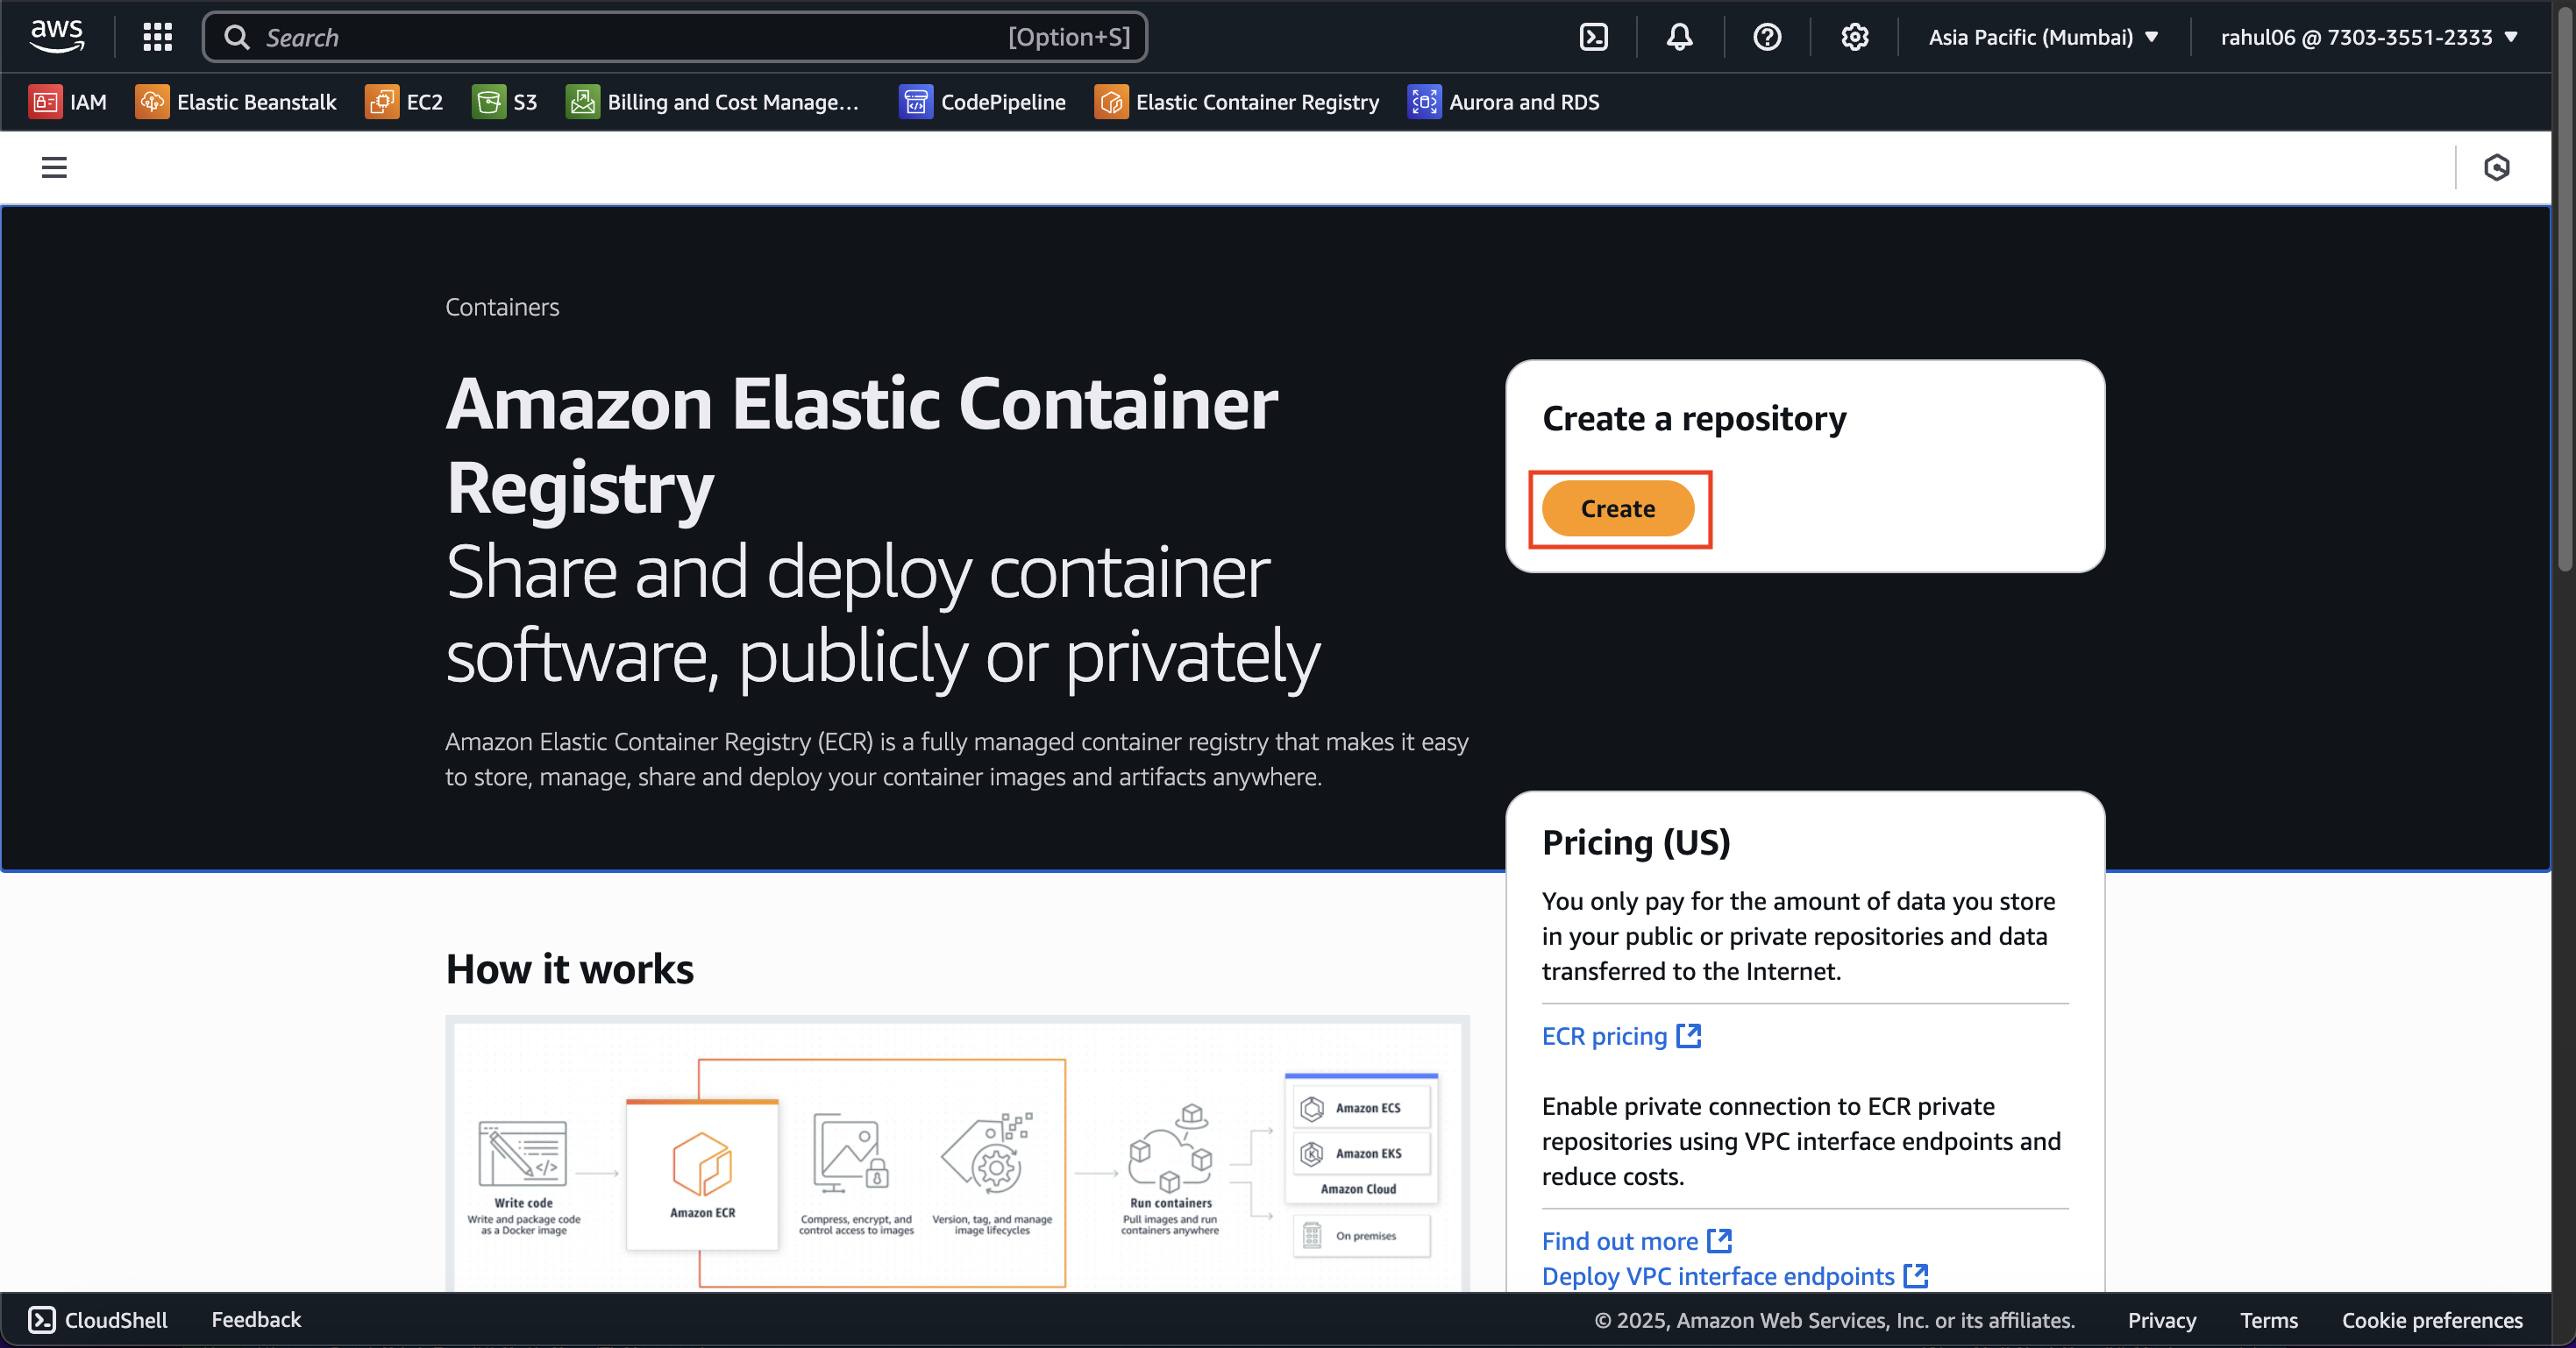 aws
Search [Option+S]
Asia Pacific (Mumbai)
rahul06 @ 7303-3551-2333
IAM
Elastic Beanstalk
EC2
S3
Billing and Cost Manage...
CodePipeline
Elastic Container Registry
Aurora and RDS
Containers
Amazon Elastic Container
Registry
Share and deploy container
software, publicly or privately
Amazon Elastic Container Registry (ECR) is a fully managed container registry that makes it easy
to store, manage, share and deploy your container images and artifacts anywhere.
Create a repository
Create
Pricing (US)
You only pay for the amount of data you store
in your public or private repositories and data
transferred to the Internet.
ECR pricing
Enable private connection to ECR private
repositories using VPC interface endpoints and
reduce costs.
Find out more
Deploy VPC interface endpoints
How it works
Write code
Write and package code
as a Docker image
Amazon ECR
Compress, encrypt, and
control access to images
Version, tag, and manage
image lifecycles
Run containers
Pull images and run
containers anywhere
Amazon ECS
Amazon EKS
Amazon Cloud
On premises
CloudShell
Feedback
© 2025, Amazon Web Services, Inc. or its affiliates.
Privacy
Terms
Cookie preferences